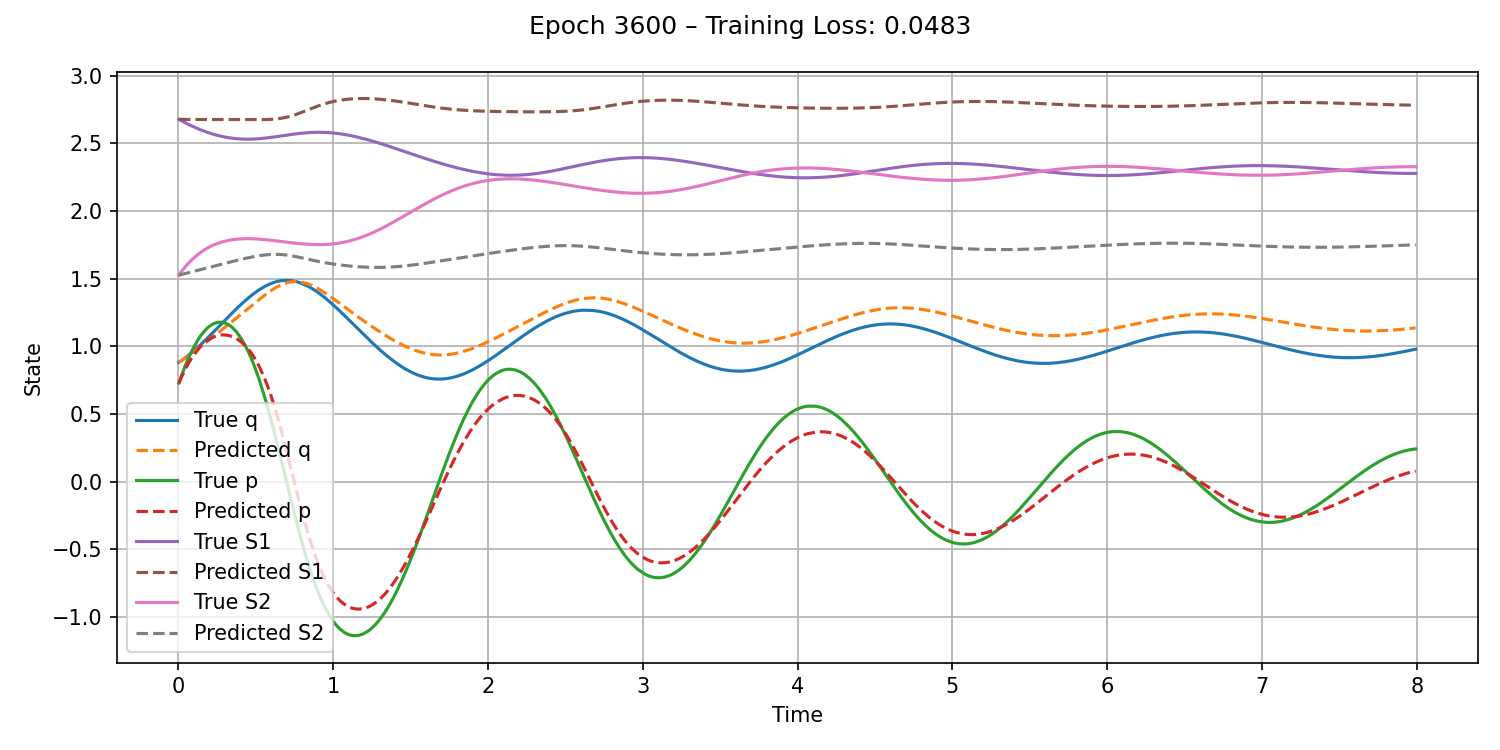 Epoch 3600 – Training Loss: 0.0483
3.0
2.5
2.0
1.5
1.0
0.5
0.0
−0.5
−1.0
State
True q
Predicted q
True p
Predicted p
True S1
Predicted S1
True S2
Predicted S2
0 1 2 3 4 5 6 7 8
Time